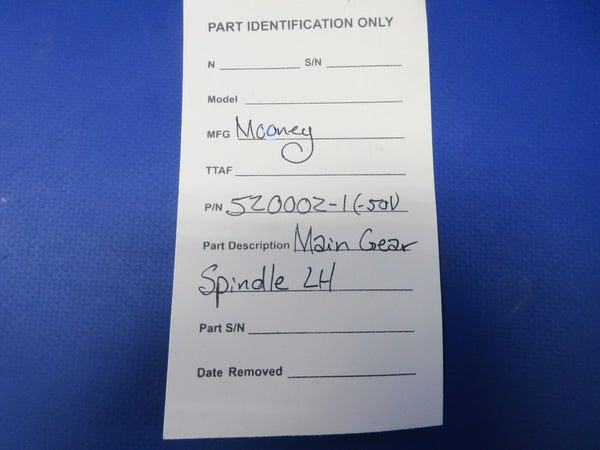 PART IDENTIFICATION ONLY
N S/N
Model
MFG Mooney
TTAF
P/N 520002-1 (-501)
Part Description Main Gear
Spindle LH
Part S/N
Date Removed